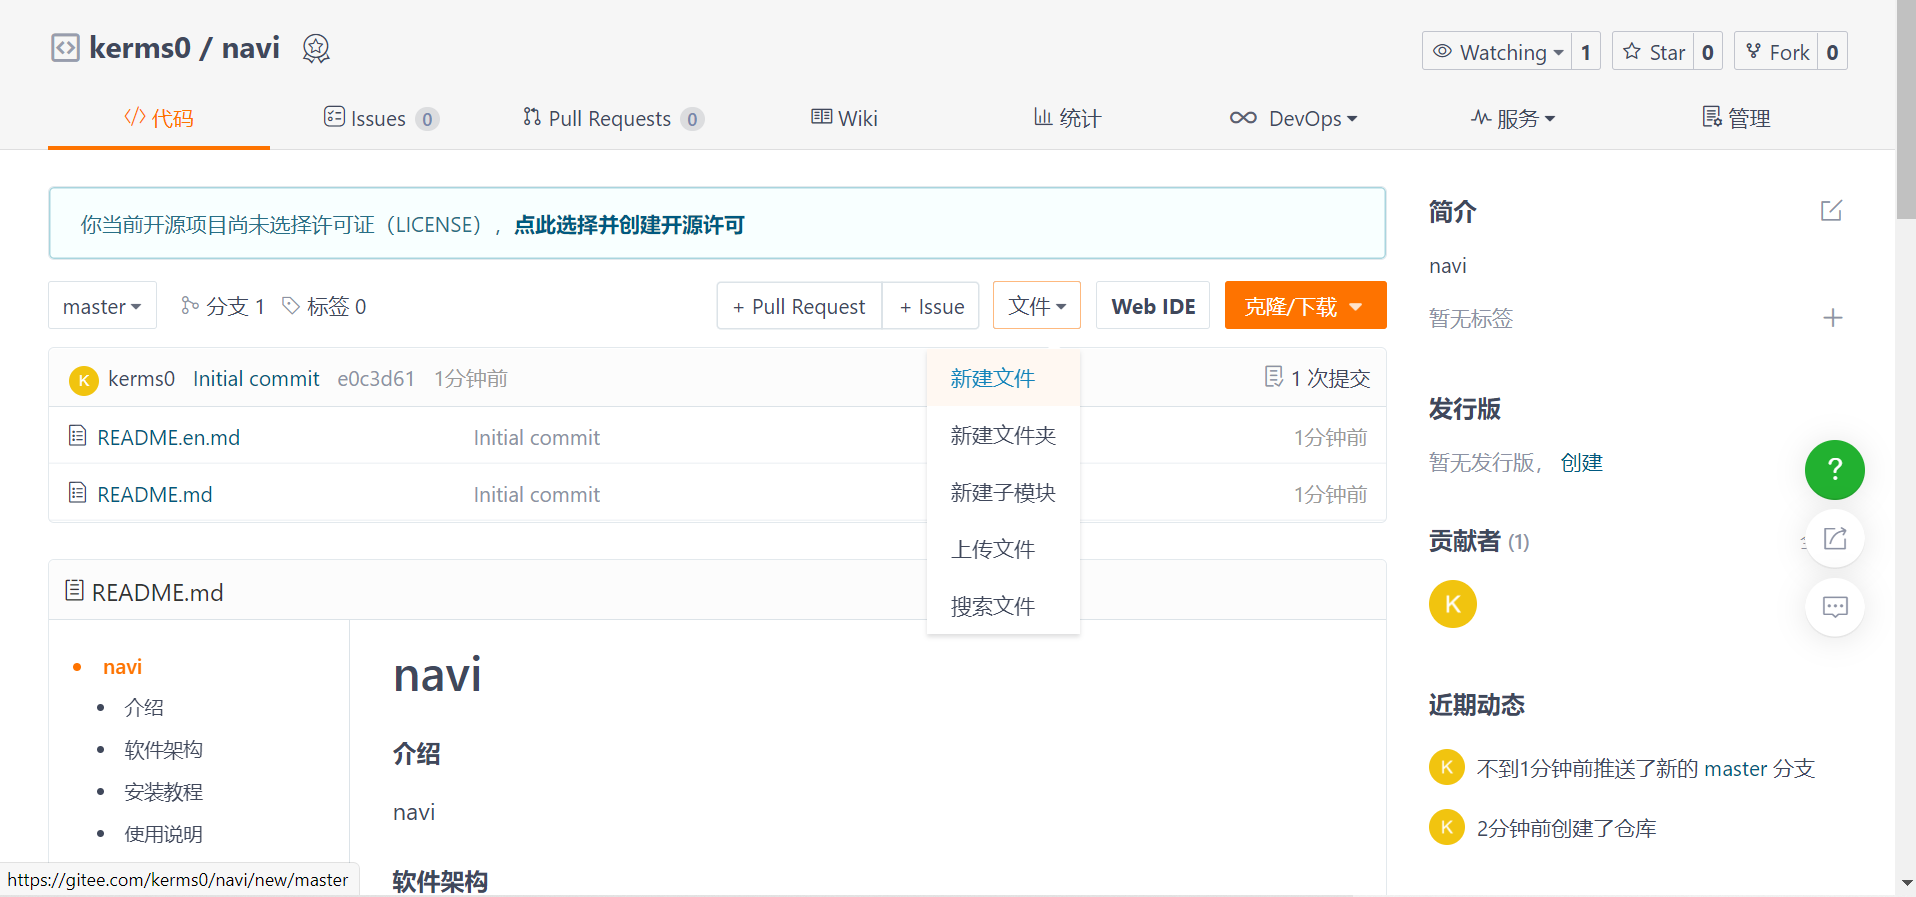 kerms0 / navi
Watching 1 Star 0 Fork 0
代码 Issues 0 Pull Requests 0 Wiki 统计 DevOps 服务 管理
你当前开源项目尚未选择许可证（LICENSE），点此选择并创建开源许可
master 分支 1 标签 0 + Pull Request + Issue 文件 Web IDE 克隆/下载
K kerms0 Initial commit e0c3d61 1分钟前 1 次提交
README.en.md Initial commit 1分钟前
README.md Initial commit 1分钟前
新建文件
新建文件夹
新建子模块
上传文件
搜索文件
README.md
navi
介绍
软件架构
安装教程
使用说明
navi
介绍
navi
软件架构
简介
navi
暂无标签
发行版
暂无发行版，创建
贡献者 (1)
K
近期动态
K 不到1分钟前推送了新的 master 分支
K 2分钟前创建了仓库
?
https://gitee.com/kerms0/navi/new/master